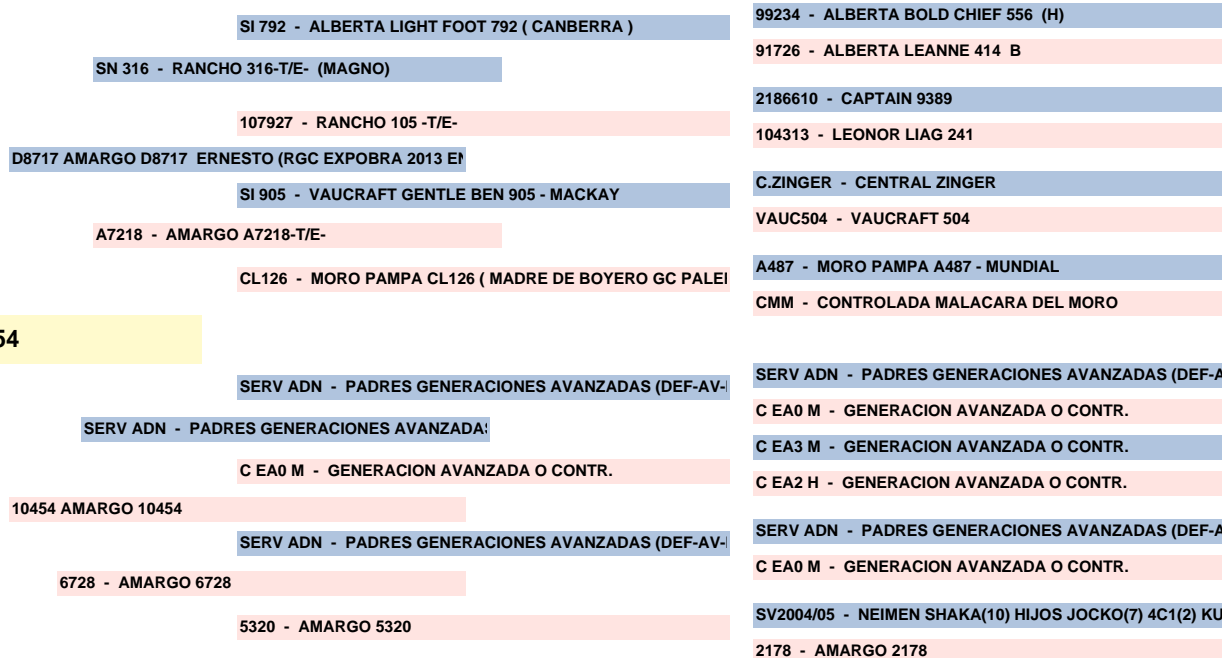 SI 792 - ALBERTA LIGHT FOOT 792 ( CANBERRA )
99234 - ALBERTA BOLD CHIEF 556 (H)
91726 - ALBERTA LEANNE 414 B
SN 316 - RANCHO 316-T/E- (MAGNO)
2186610 - CAPTAIN 9389
107927 - RANCHO 105 -T/E-
104313 - LEONOR LIAG 241
D8717 AMARGO D8717 ERNESTO (RGC EXPOBRA 2013
SI 905 - VAUCRAFT GENTLE BEN 905 - MACKAY
C.ZINGER - CENTRAL ZINGER
VAUC504 - VAUCRAFT 504
A7218 - AMARGO A7218-T/E-
CL126 - MORO PAMPA CL126 ( MADRE DE BOYERO GC
A487 - MORO PAMPA A487 - MUNDIAL
CMM - CONTROLADA MALACARA DEL MORO
54
SERV ADN - PADRES GENERACIONES AVANZADAS (DEF-AV-
SERV ADN - PADRES GENERACIONES AVANZADAS (DEF-A
C EA0 M - GENERACION AVANZADA O CONTR.
SERV ADN - PADRES GENERACIONES AVANZADAS
C EA3 M - GENERACION AVANZADA O CONTR.
C EA0 M - GENERACION AVANZADA O CONTR.
C EA2 H - GENERACION AVANZADA O CONTR.
10454 AMARGO 10454
SERV ADN - PADRES GENERACIONES AVANZADAS (DEF-AV-
SERV ADN - PADRES GENERACIONES AVANZADAS (DEF-A
C EA0 M - GENERACION AVANZADA O CONTR.
6728 - AMARGO 6728
5320 - AMARGO 5320
SV2004/05 - NEIMEN SHAKA(10) HIJOS JOCKO(7) 4C1(2) KU
2178 - AMARGO 2178